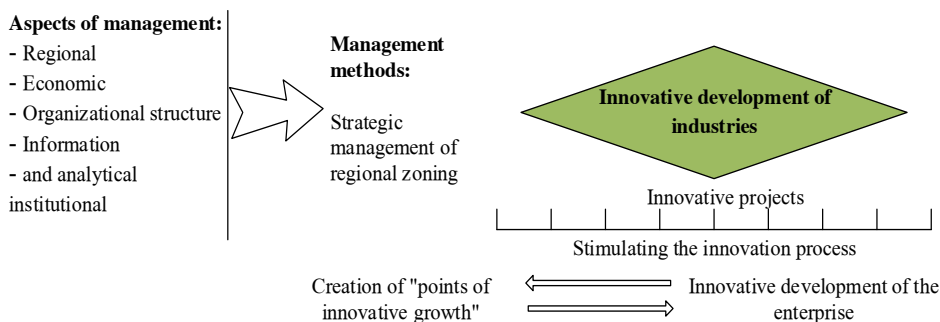 Aspects of management:
- Regional
- Economic
- Organizational structure
- Information
- and analytical
institutional
Management
methods:
Strategic
management of
regional zoning
Innovative development of
industries
Innovative projects
Stimulating the innovation process
Creation of "points of
innovative growth"
Innovative development of the
enterprise